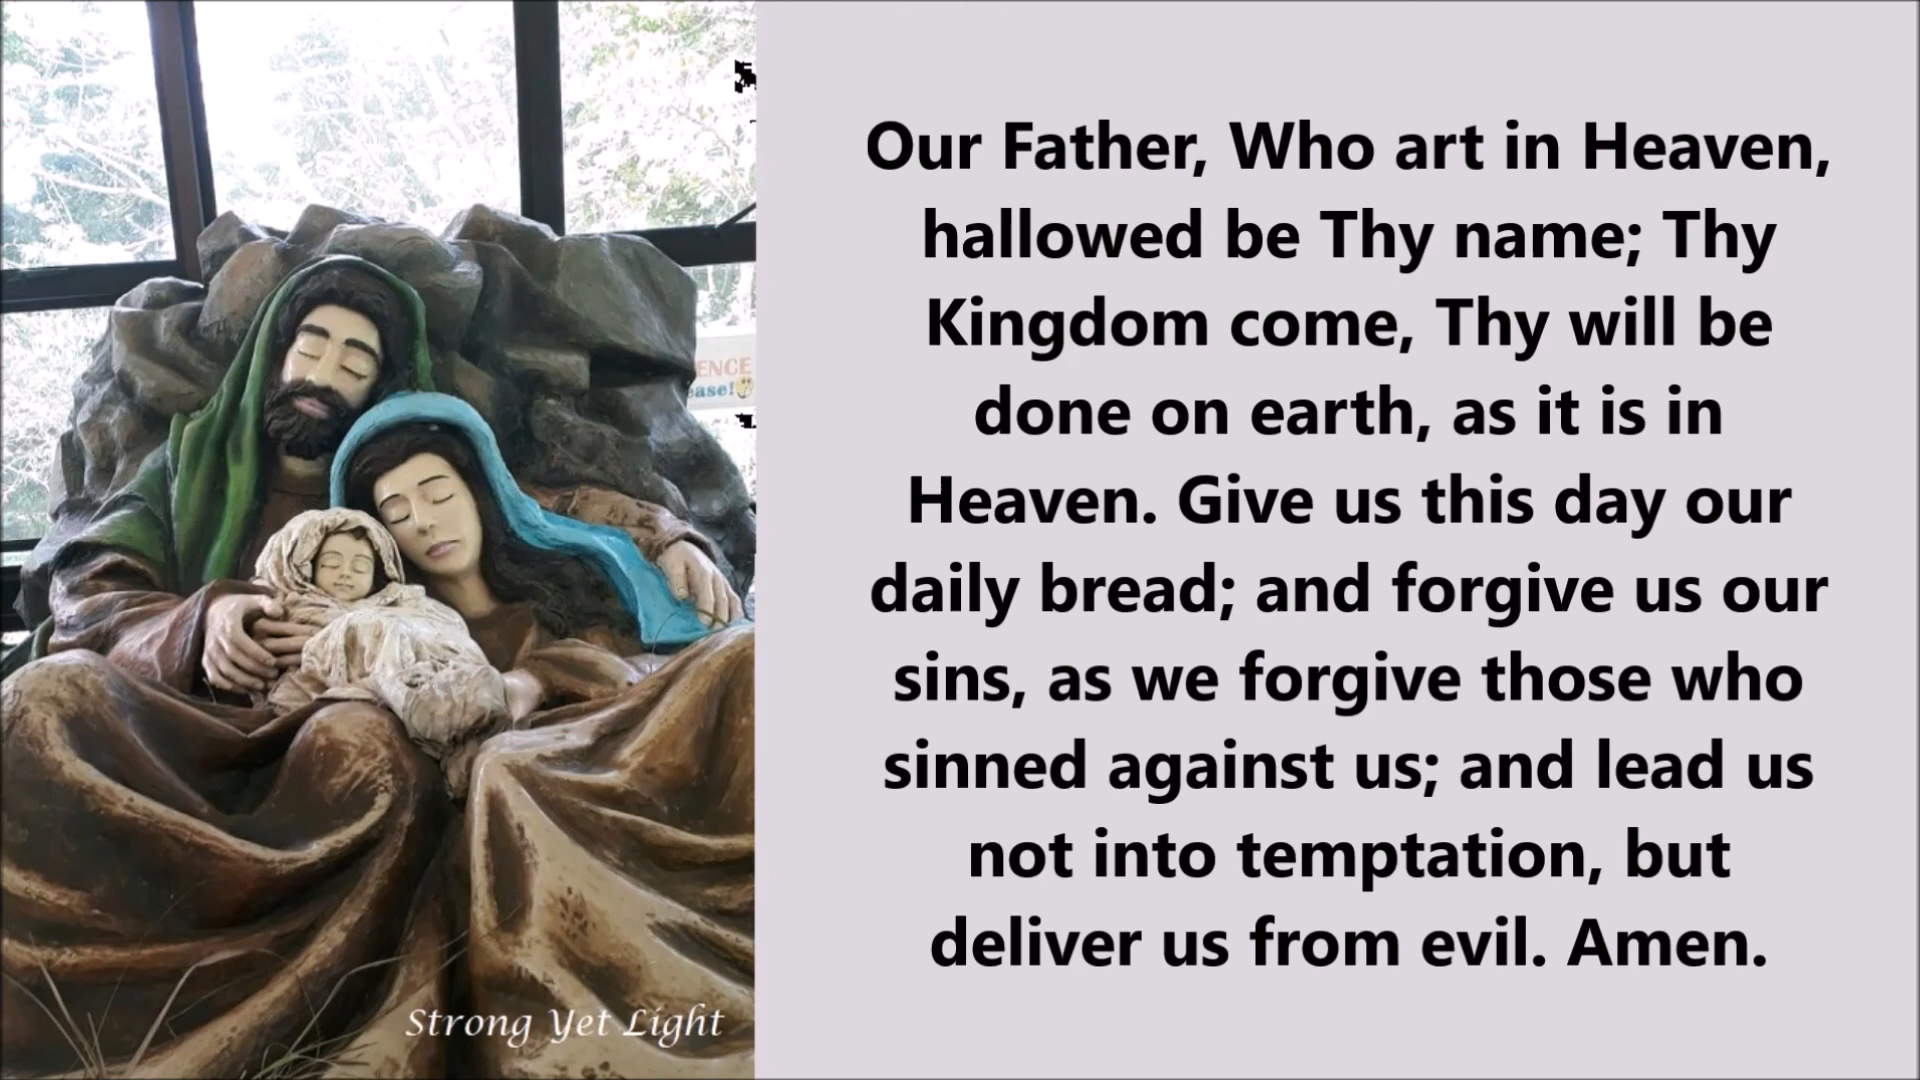 Our Father, Who art in Heaven,
hallowed be Thy name; Thy
Kingdom come, Thy will be
done on earth, as it is in
Heaven. Give us this day our
daily bread; and forgive us our
sins, as we forgive those who
sinned against us; and lead us
not into temptation, but
deliver us from evil. Amen.
Strong Yet Light